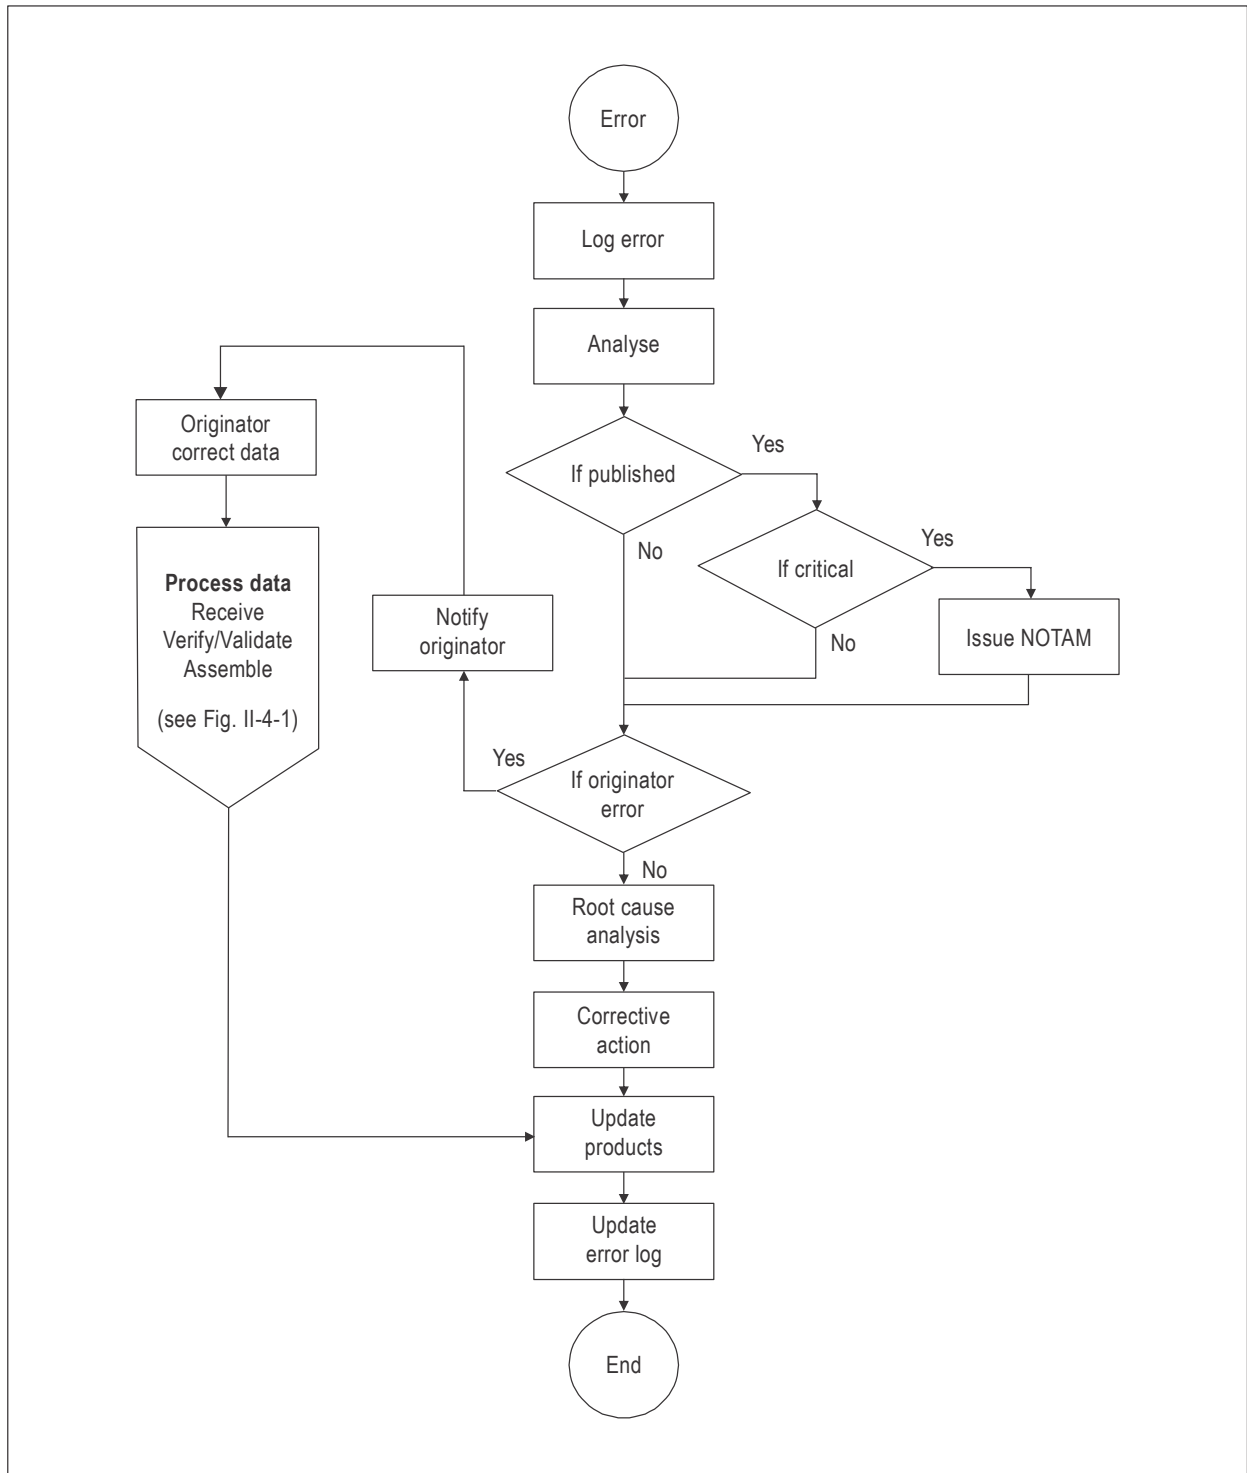 Error
Log error
Analyse
Originator
correct data
If published
Yes
No
If critical
Yes
No
Issue NOTAM
Process data
Receive
Verify/Validate
Assemble
(see Fig. II-4-1)
Notify
originator
Yes
If originator
error
No
Root cause
analysis
Corrective
action
Update
products
Update
error log
End